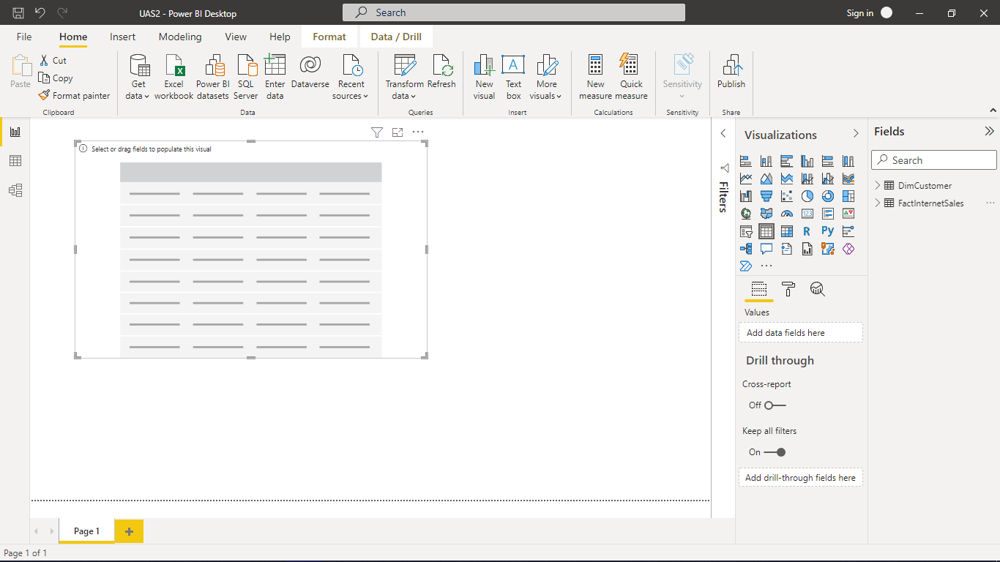 UAS2 - Power BI Desktop
Search
Sign in
File Home Insert Modeling View Help Format Data / Drill
Paste
Cut
Copy
Format painter
Clipboard
Get data
Excel workbook
Power BI datasets
SQL Server
Enter data
Dataverse
Recent sources
Data
Transform data
Refresh
Queries
New visual
Text box
More visuals
Insert
New measure
Quick measure
Calculations
Sensitivity
Sensitivity
Publish
Share
Select or drag fields to populate this visual
Filters
Visualizations
123
R
Py
Values
Add data fields here
Drill through
Cross-report
Off
Keep all filters
On
Add drill-through fields here
Fields
Search
DimCustomer
FactInternetSales
Page 1
Page 1 of 1